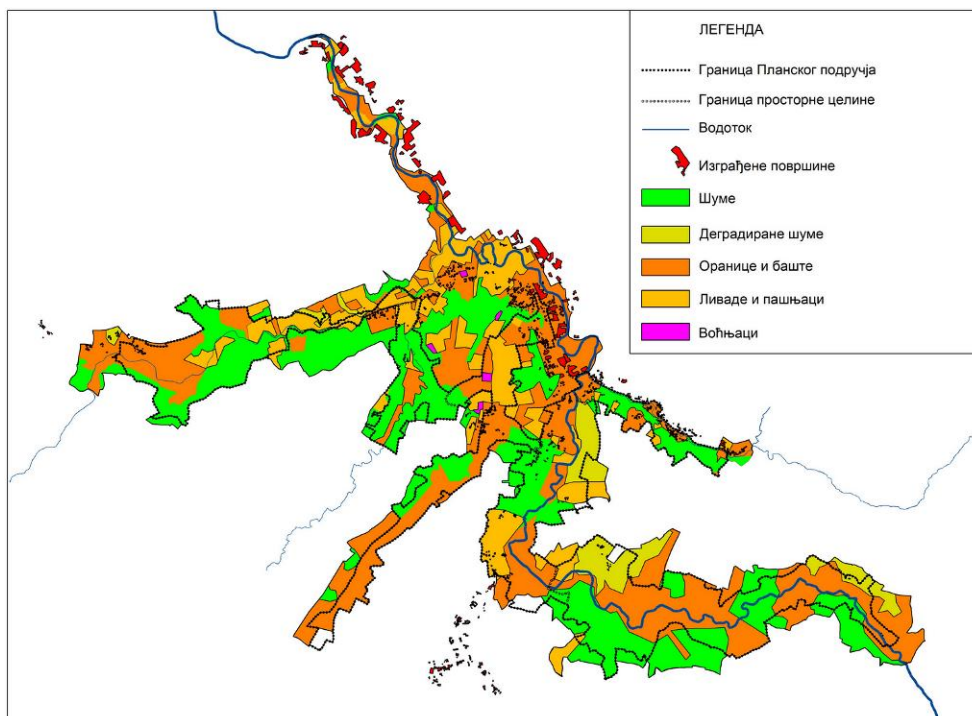 ЛЕГЕНДА
Граница Планског подручја
Граница просторне целине
Водоток
Изграђене површине
Шуме
Деградиране шуме
Оранице и баште
Ливаде и пашњаци
Воћњаци